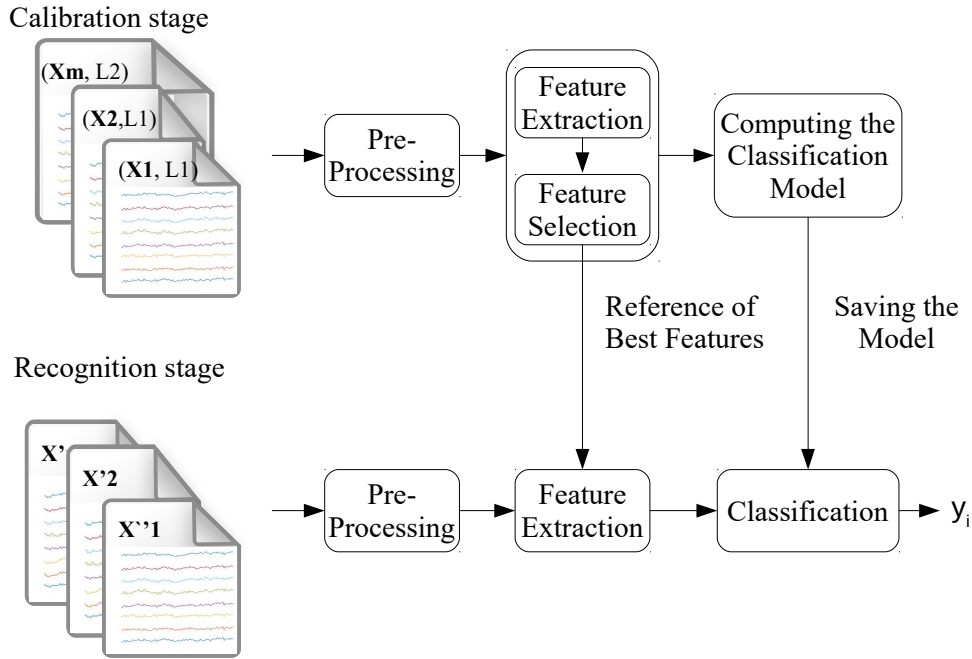 Calibration stage
(Xm, L2)
(X2,L1)
(X1, L1)
Pre-
Processing
Feature
Extraction
Feature
Selection
Computing the
Classification
Model
Reference of
Best Features
Saving the
Model
Recognition stage
X’
X’2
X`’1
Pre-
Processing
Feature
Extraction
Classification
yi